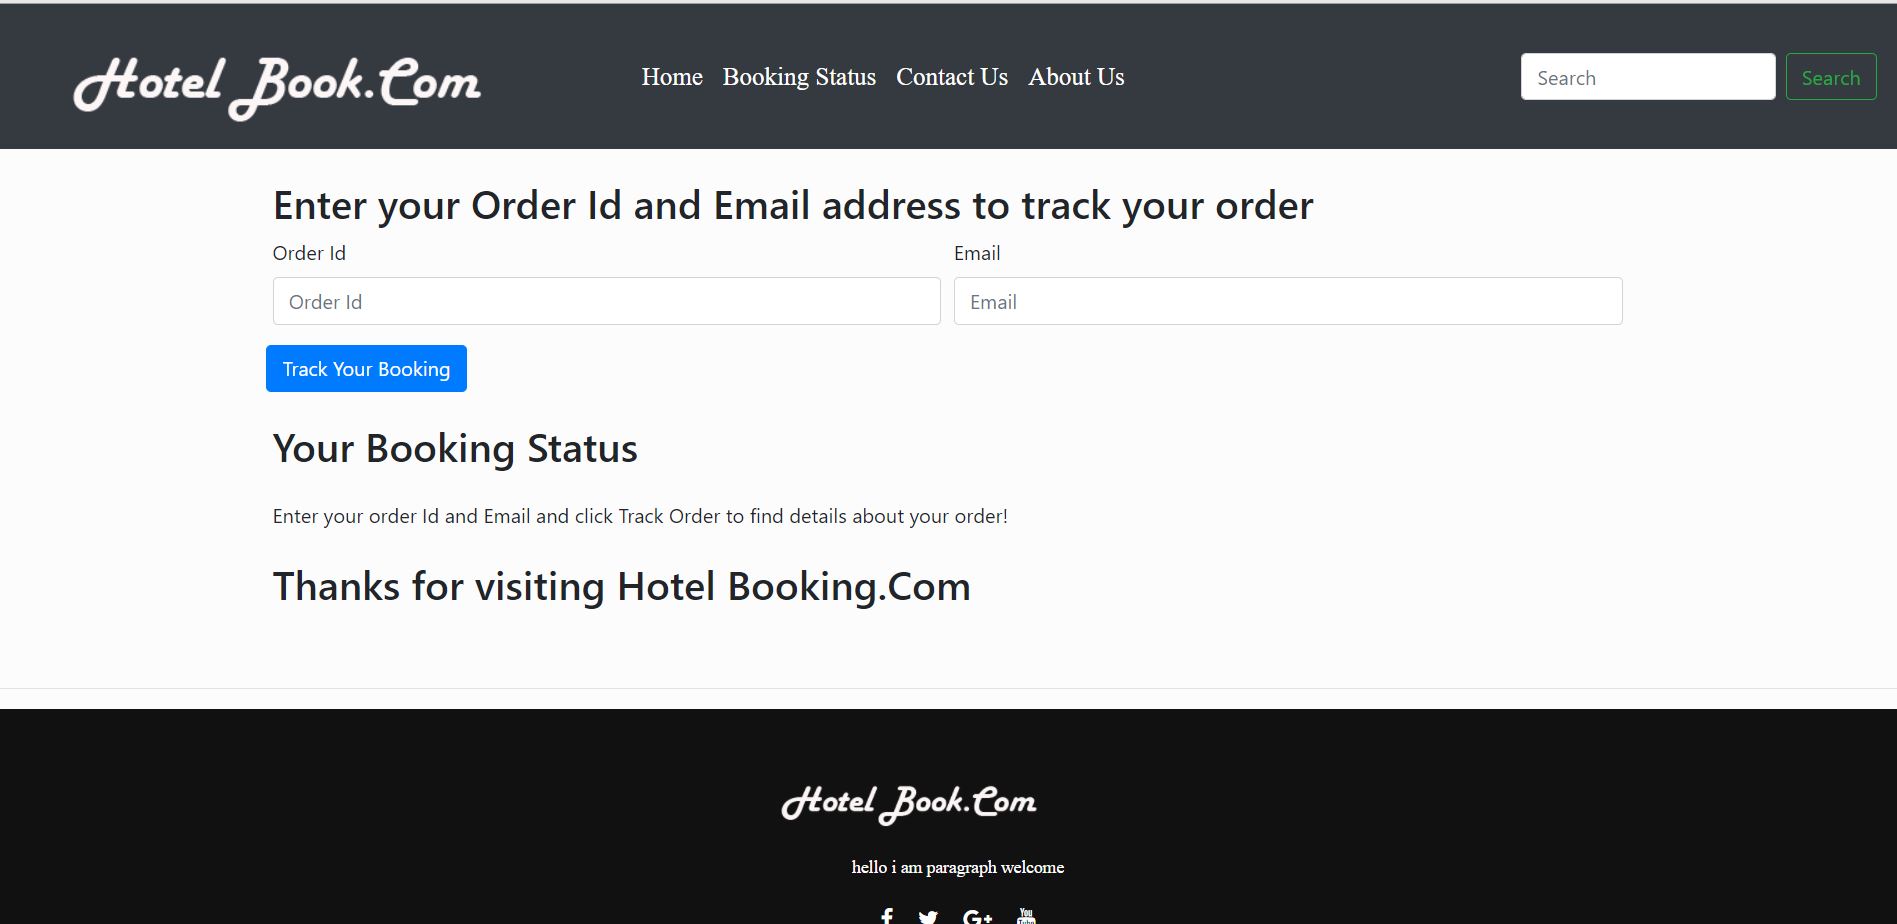 Hotel Book.Com
Home Booking Status Contact Us About Us
Search Search
Enter your Order Id and Email address to track your order
Order Id Email
Order Id Email
Track Your Booking
Your Booking Status
Enter your order Id and Email and click Track Order to find details about your order!
Thanks for visiting Hotel Booking.Com
Hotel Book.Com
hello i am paragraph welcome
f G+ You Tube